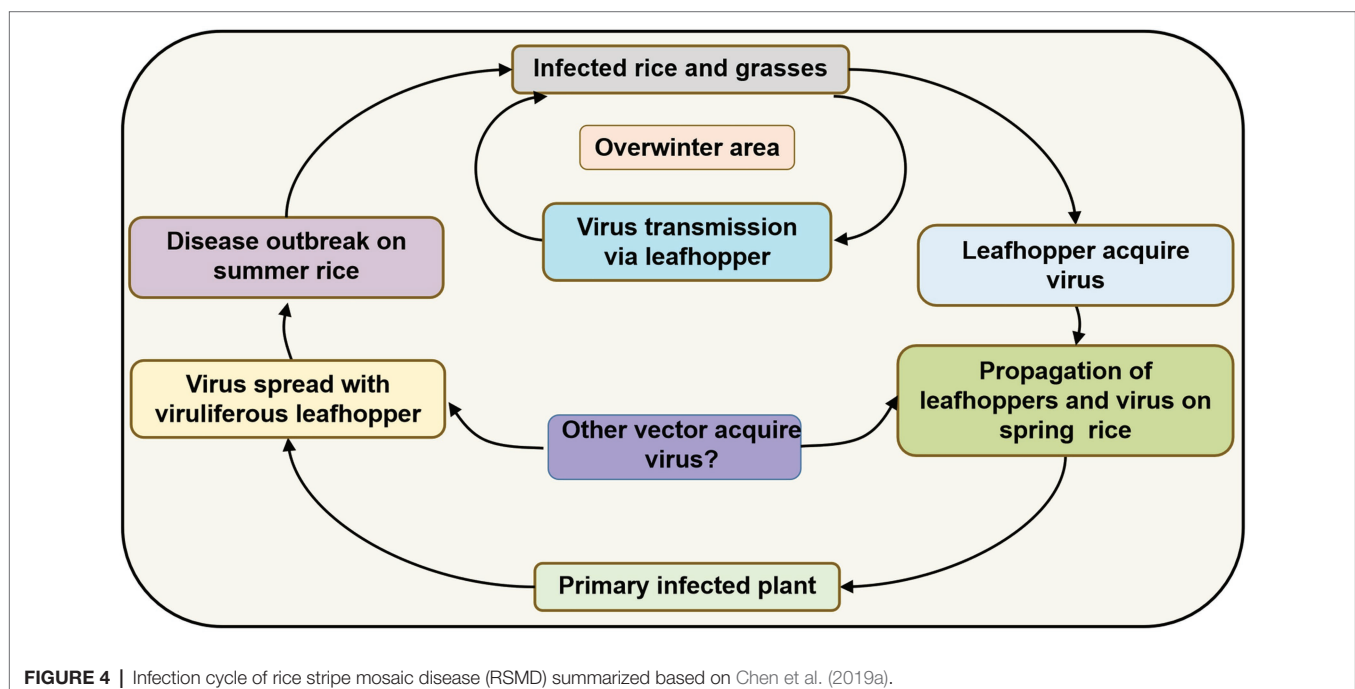 Infected rice and grasses
Overwinter area
Virus transmission
via leafhopper
Disease outbreak on
summer rice
Leafhopper acquire
virus
Virus spread with
viruliferous leafhopper
Propagation of
leafhoppers and virus on
spring rice
Other vector acquire
virus?
Primary infected plant
FIGURE 4 | Infection cycle of rice stripe mosaic disease (RSMD) summarized based on Chen et al. (2019a).